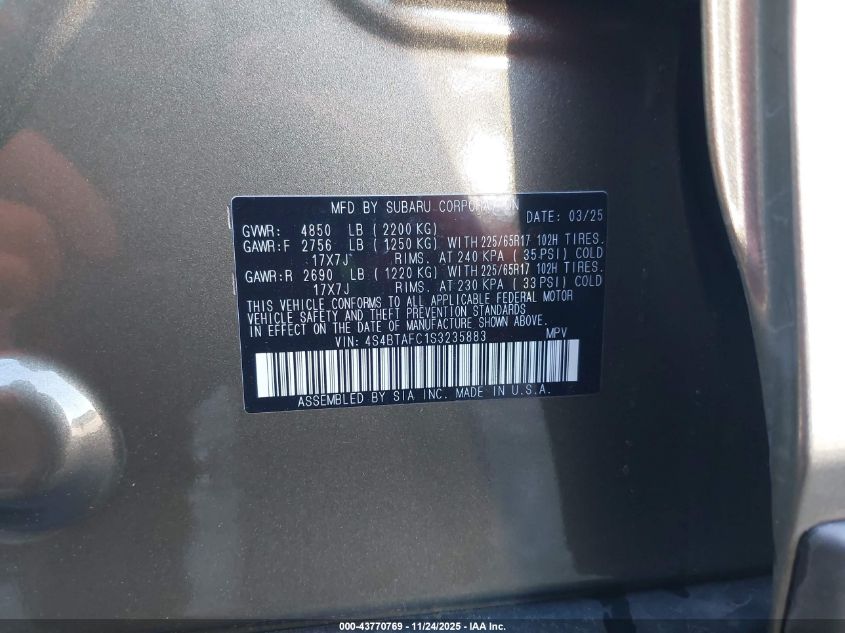 MFD BY SUBARU CORPORATION
GVWR: 4850 LB (2200 KG) DATE: 03/25
GAWR:F 2756 LB (1250 KG) WITH 225/65R17 102H TIRES.
17X7J RIMS. AT 240 KPA (35 PSI) COLD
GAWR:R 2690 LB (1220 KG) WITH 225/65R17 102H TIRES.
17X7J RIMS. AT 230 KPA (33 PSI) COLD
THIS VEHICLE CONFORMS TO ALL APPLICABLE FEDERAL MOTOR
VEHICLE SAFETY AND THEFT PREVENTION STANDARDS
IN EFFECT ON THE DATE OF MANUFACTURE SHOWN ABOVE.
VIN: 4S4BTAFC1S3235883 MPV
ASSEMBLED BY SIA INC. MADE IN U.S.A.
000-43770769 - 11/24/2025 - IAA Inc.